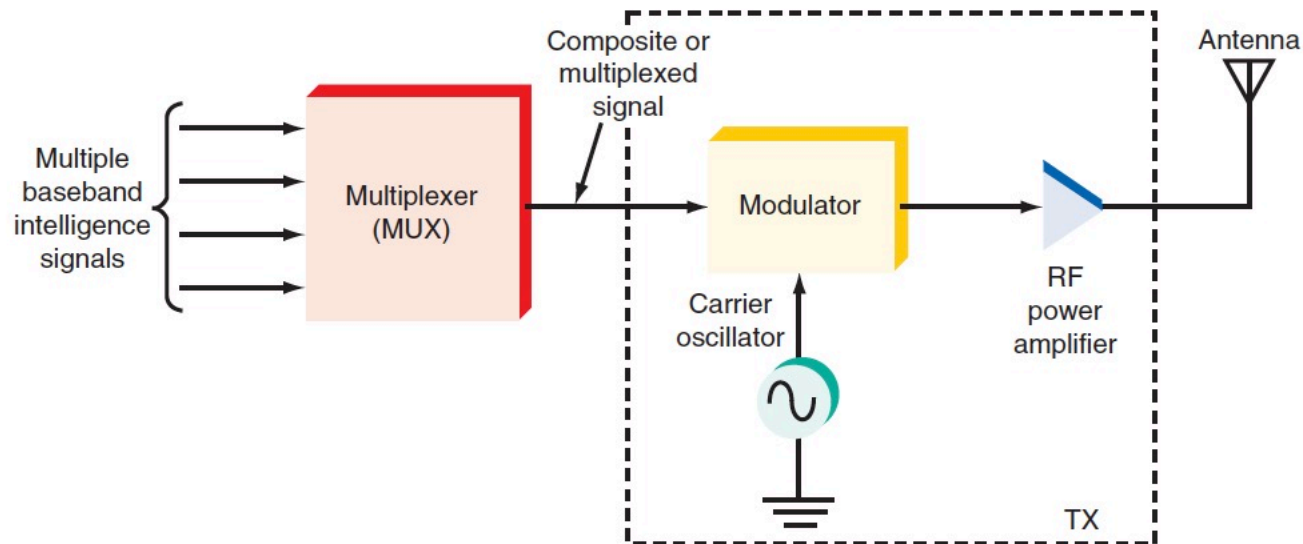 Composite or
multiplexed
signal
Antenna
Multiple
baseband
intelligence
signals
Multiplexer
(MUX)
Modulator
Carrier
oscillator
RF
power
amplifier
TX